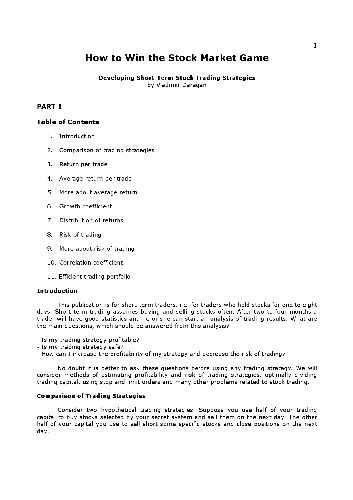 1
How to Win the Stock Market Game
Developing Short-Term Stock Trading Strategies
by Vladimir Daragan
PART 1
Table of Contents
1. Introduction
2. Comparison of trading strategies
3. Return per trade
4. Average return per trade
5. More about average return
6. Growth coefficient
7. Distribution of returns
8. Risk of trading
9. More about risk of trading
10. Correlation coefficient
11. Efficient trading portfolio
Introduction
This publication is for short-term traders, i.e. for traders who hold stocks for one to eight
days. Short-term trading assumes buying and selling stocks often. After two to four months a
trader will have good statistics and he or she can start an analysis of trading results. What are
the main questions, which should be answered from this analysis?
- Is my trading strategy profitable?
- Is my trading strategy safe?
- How can I increase the profitability of my strategy and decrease the risk of trading?
No doubt it is better to ask these questions before using any trading strategy. We will
consider methods of estimating profitability and risk of trading strategies, optimally dividing
trading capital, using stop and limit orders and many other problems related to stock trading.
Comparison of Trading Strategies
Consider two hypothetical trading strategies. Suppose you use half of your trading
capital to buy stocks selected by your secret system and sell them on the next day. The other
half of your capital you use to sell short some specific stocks and close positions on the next
day.